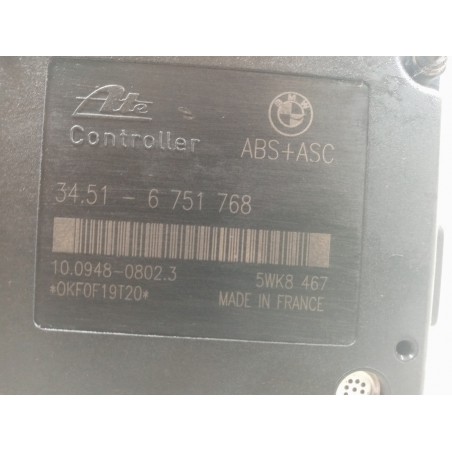 Ate
Controller ABS+ASC
34.51 - 6 751 768
10.0948-0802.3 5WK8 467
*0KF0F19T20* MADE IN FRANCE